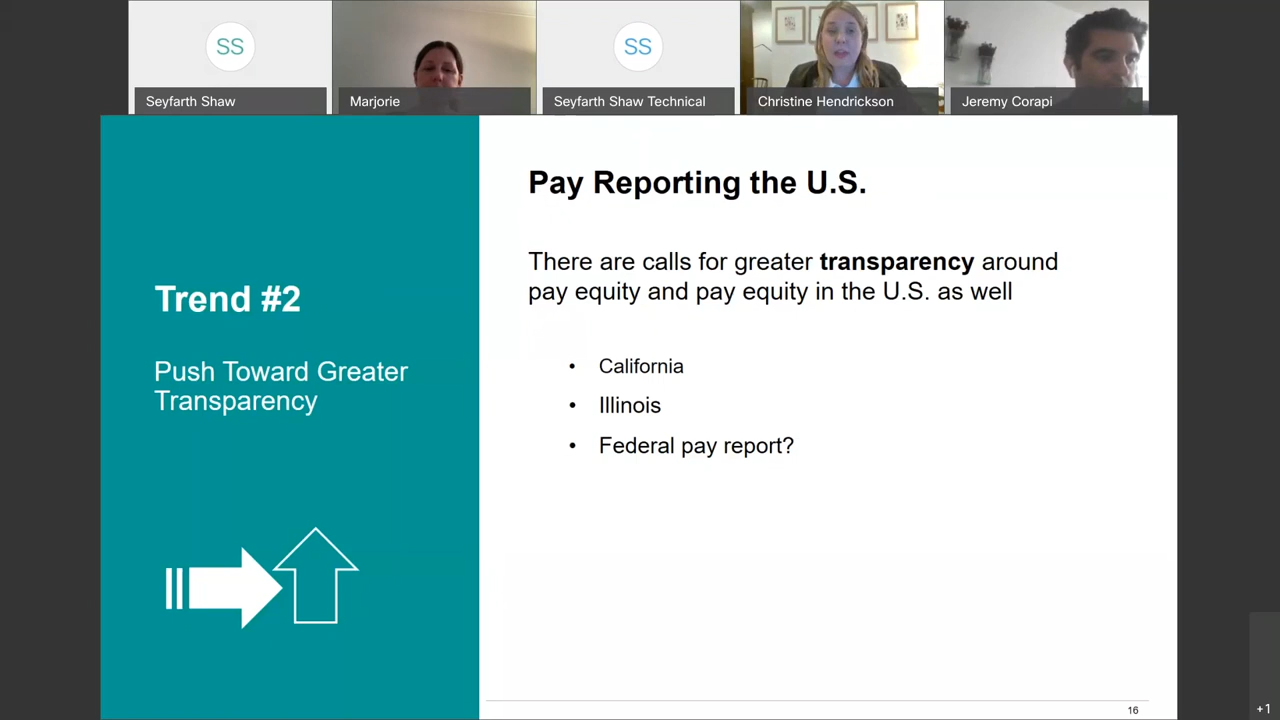 SS
Seyfarth Shaw
Marjorie
SS
Seyfarth Shaw Technical
Christine Hendrickson
Jeremy Corapi
Trend #2
Push Toward Greater
Transparency
Pay Reporting the U.S.
There are calls for greater transparency around
pay equity and pay equity in the U.S. as well
• California
• Illinois
• Federal pay report?
16
+1